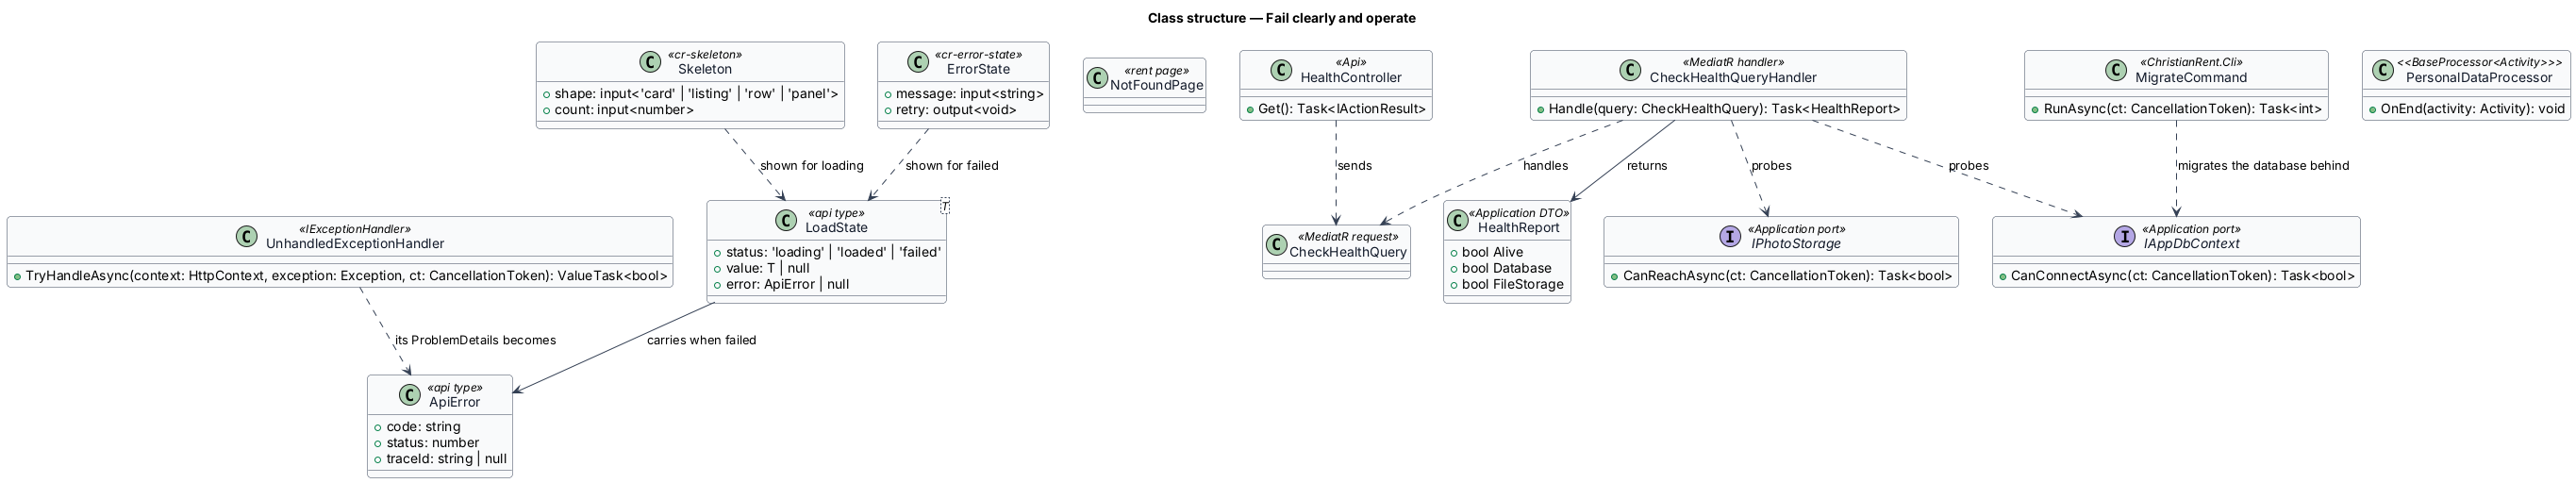 Class structure — Fail clearly and operate
«cr-skeleton»
Skeleton
shape: input<'card' | 'listing' | 'row' | 'panel'>
count: input<number>
«cr-error-state»
ErrorState
message: input<string>
retry: output<void>
«rent page»
NotFoundPage
«Api»
HealthController
Get(): Task<IActionResult>
«MediatR handler»
CheckHealthQueryHandler
Handle(query: CheckHealthQuery): Task<HealthReport>
«ChristianRent.Cli»
MigrateCommand
RunAsync(ct: CancellationToken): Task<int>
<<BaseProcessor<Activity>>>
PersonalDataProcessor
OnEnd(activity: Activity): void
shown for loading
shown for failed
sends
handles
returns
probes
probes
migrates the database behind
«IExceptionHandler»
UnhandledExceptionHandler
TryHandleAsync(context: HttpContext, exception: Exception, ct: CancellationToken): ValueTask<bool>
T
«api type»
LoadState
status: 'loading' | 'loaded' | 'failed'
value: T | null
error: ApiError | null
«MediatR request»
CheckHealthQuery
«Application DTO»
HealthReport
bool Alive
bool Database
bool FileStorage
«Application port»
IPhotoStorage
CanReachAsync(ct: CancellationToken): Task<bool>
«Application port»
IAppDbContext
CanConnectAsync(ct: CancellationToken): Task<bool>
its ProblemDetails becomes
carries when failed
«api type»
ApiError
code: string
status: number
traceId: string | null